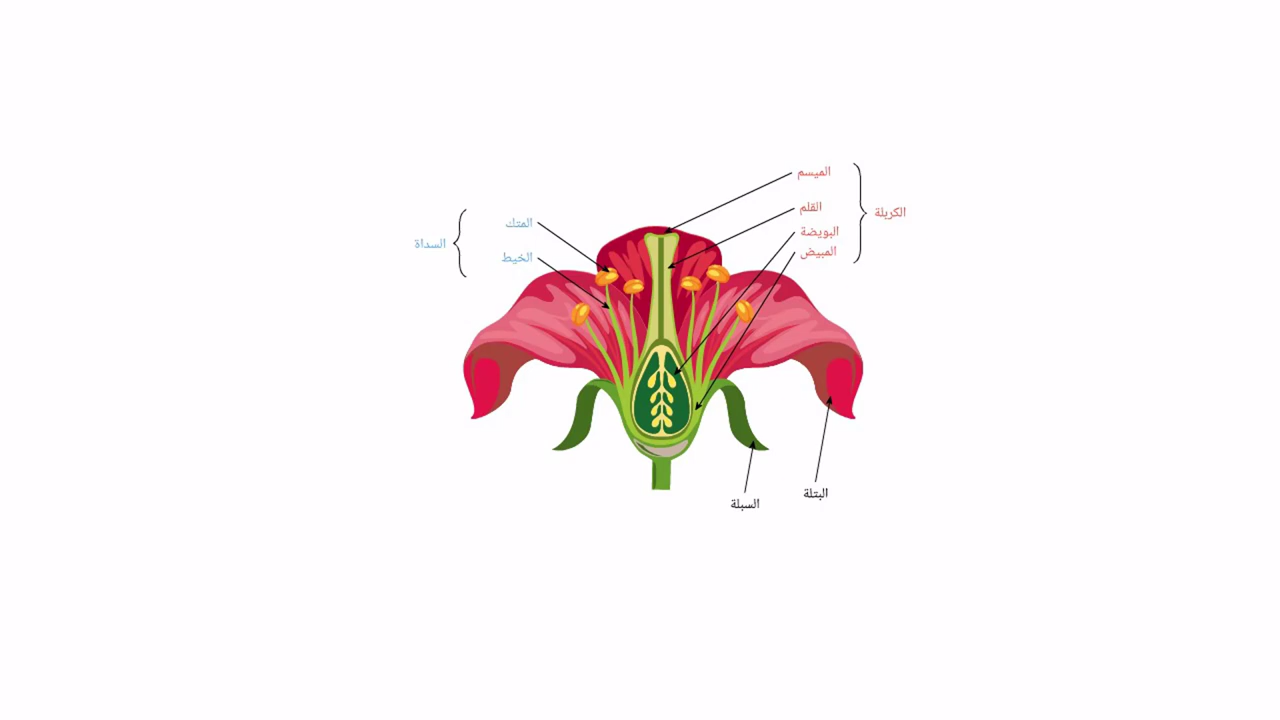 الميسم
القلم
البويضة
المبيض
الكربلة
المتك
الخيط
السداة
البتلة
السبلة